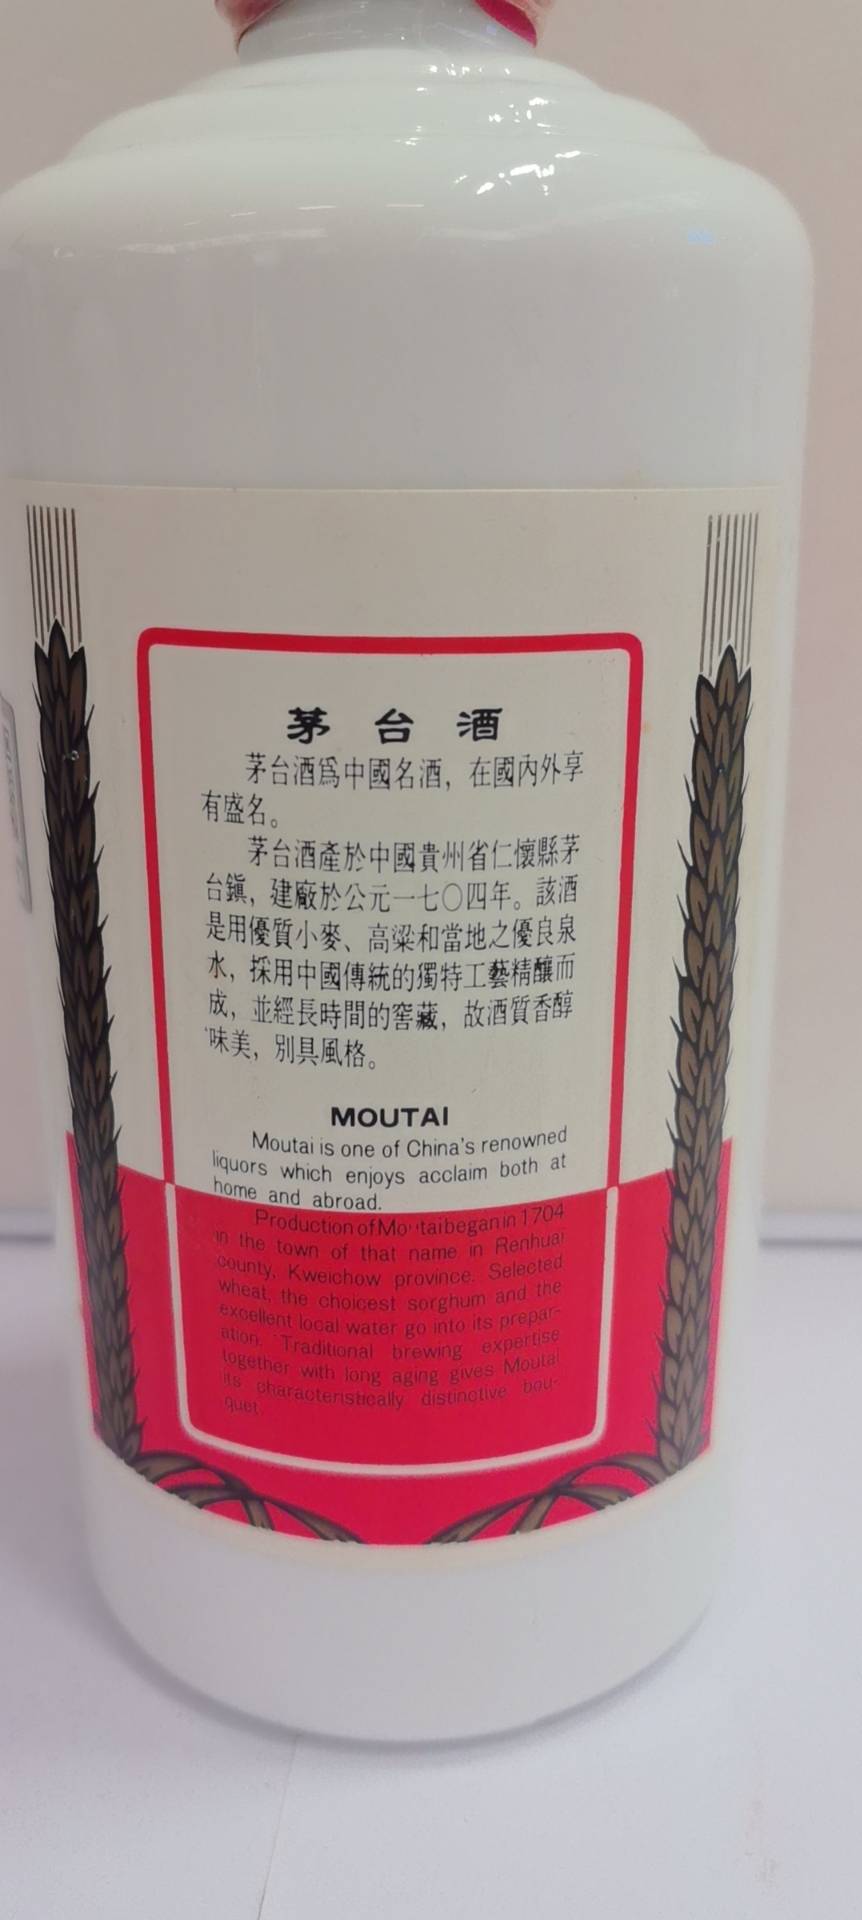 茅台酒
茅台酒爲中國名酒，在國內外享
有盛名。
茅台酒產於中國貴州省仁懷縣茅
台鎭，建廠於公元一七〇四年。該酒
是用優質小麥、高粱和當地之優良泉
水，採用中國傳統的獨特工藝精釀而
成，並經長時間的窖藏，故酒質香醇
味美，別具風格。
MOUTAI
Moutai is one of China's renowned
liquors which enjoys acclaim both at
home and abroad.
Production of Moutai began in 1704
in the town of that name in Renhuai
county, Kweichow province. Selected
wheat, the choicest sorghum and the
excellent local water go into its prepar-
ation. Traditional brewing expertise
together with long aging gives Moutai
its characteristically distinctive bou-
quet.